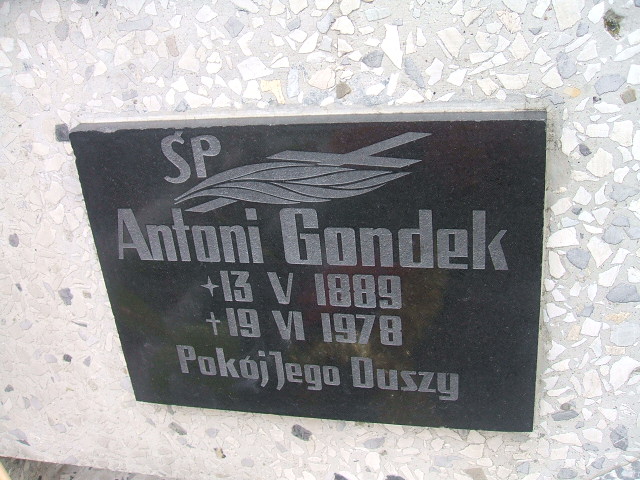 ŚP
Antoni Gondek
+13 V 1889
+19 VI 1978
Pokój Jego Duszy